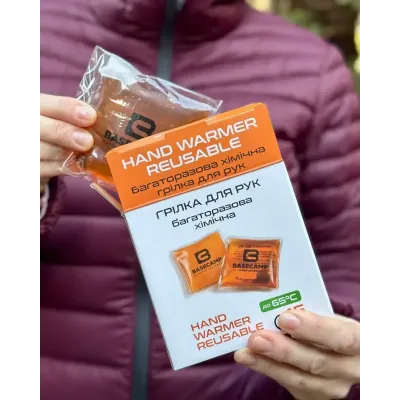 BASECAMP
HAND WARMER
REUSABLE
Багаторазова хімічна
грілка для рук
ГРІЛКА ДЛЯ РУК
багаторазова
хімічна
BASECAMP
BASECAMP
до 65°C
HAND
WARMER
REUSABLE